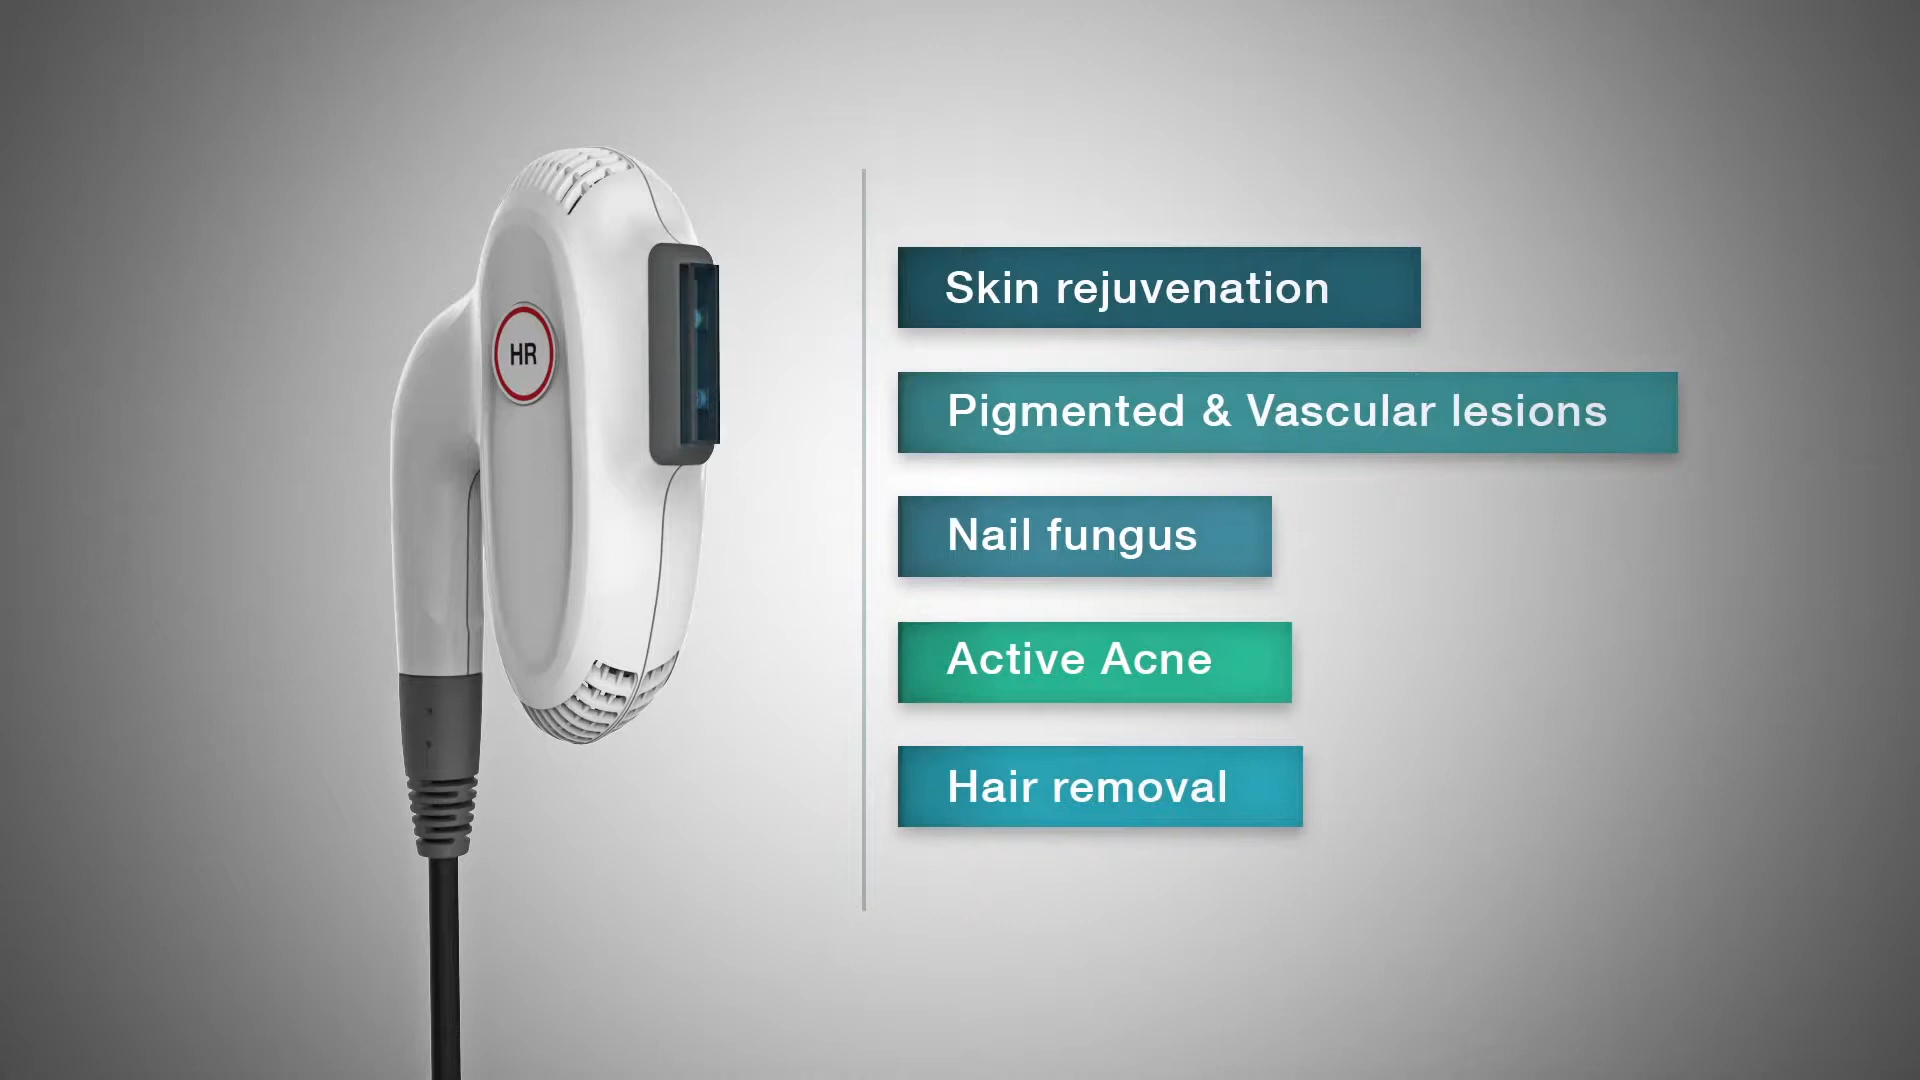 HR
Skin rejuvenation
Pigmented & Vascular lesions
Nail fungus
Active Acne
Hair removal